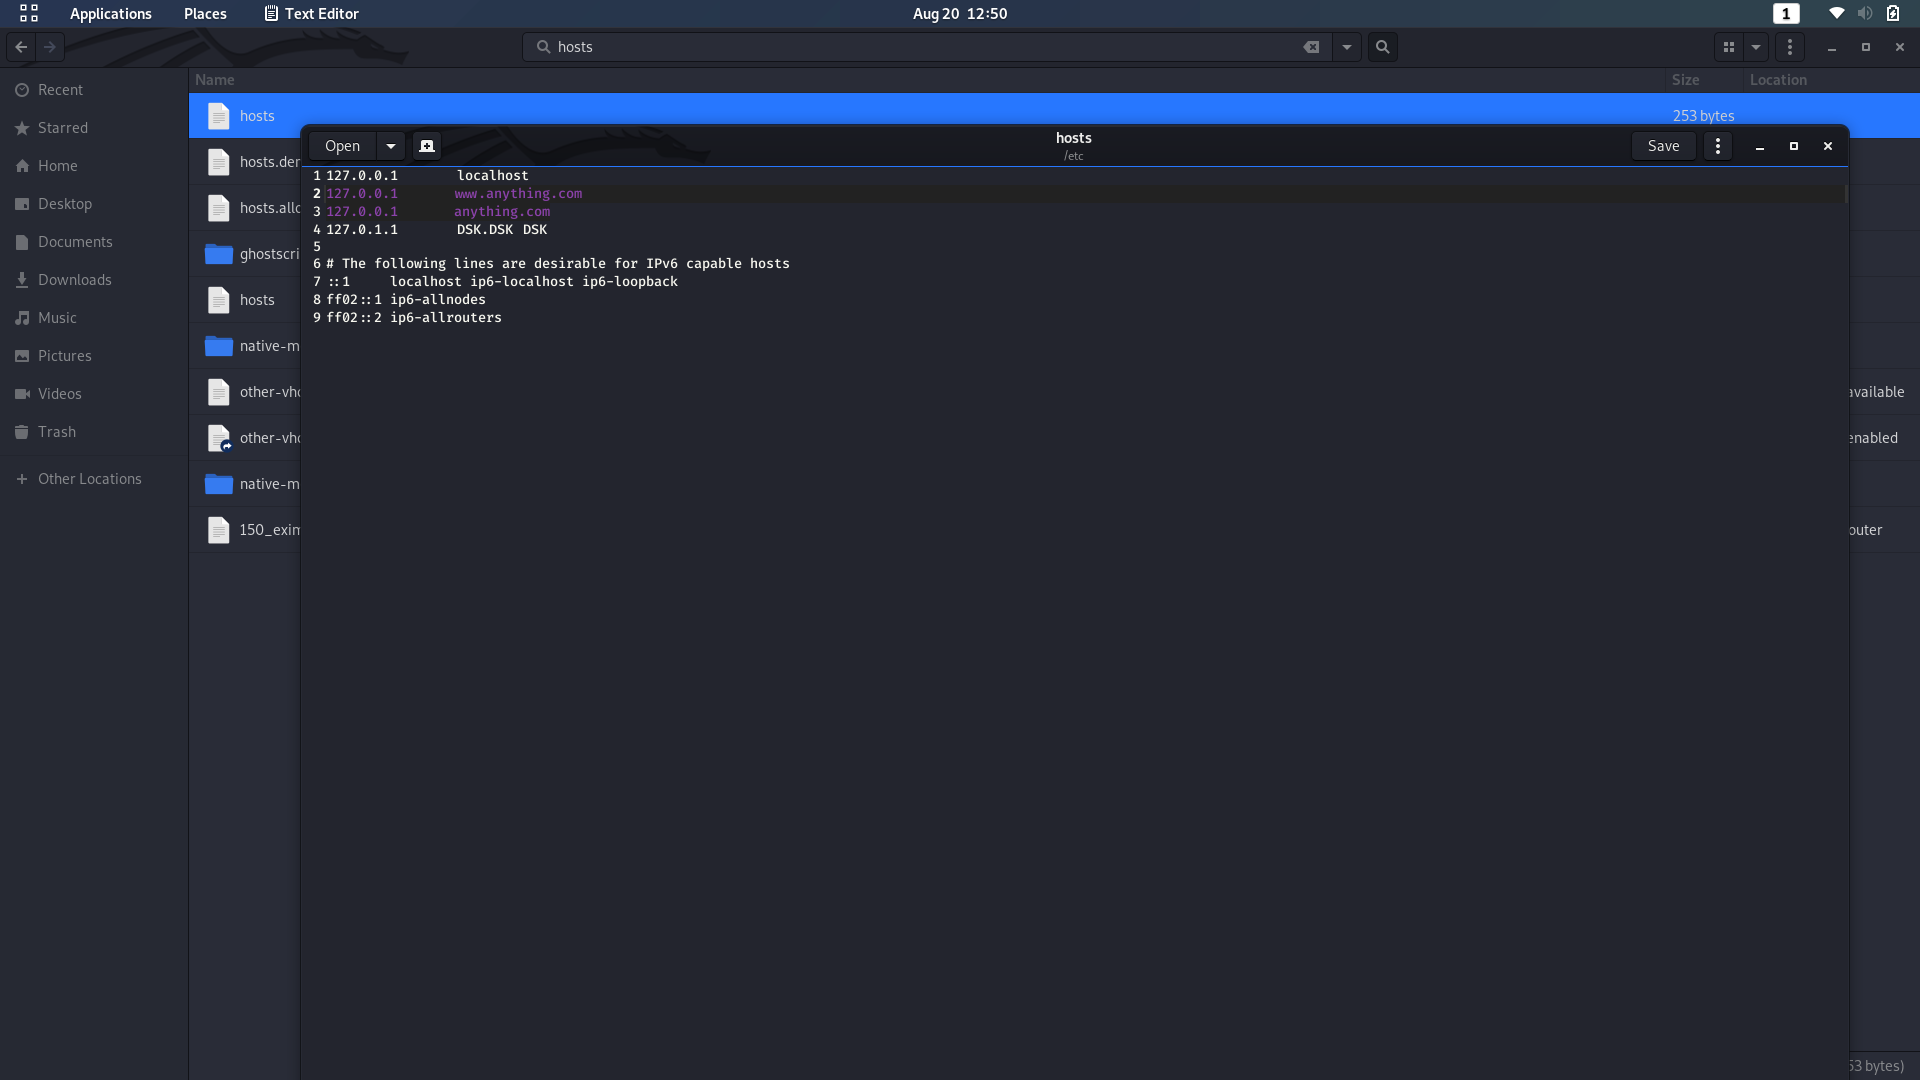 Applications Places Text Editor Aug 20 12:50 1
hosts
Name Size Location
Recent
Starred
Home
Desktop
Documents
Downloads
Music
Pictures
Videos
Trash
Other Locations
hosts 253 bytes
hosts.der
hosts.allo
ghostscri
hosts
native-m
other-vho available
other-vho enabled
native-m
150_exim outer
Open hosts Save
/etc
1 127.0.0.1 localhost
2 127.0.0.1 www.anything.com
3 127.0.0.1 anything.com
4 127.0.1.1 DSK.DSK DSK
5
6 # The following lines are desirable for IPv6 capable hosts
7 ::1 localhost ip6-localhost ip6-loopback
8 ff02::1 ip6-allnodes
9 ff02::2 ip6-allrouters
53 bytes)